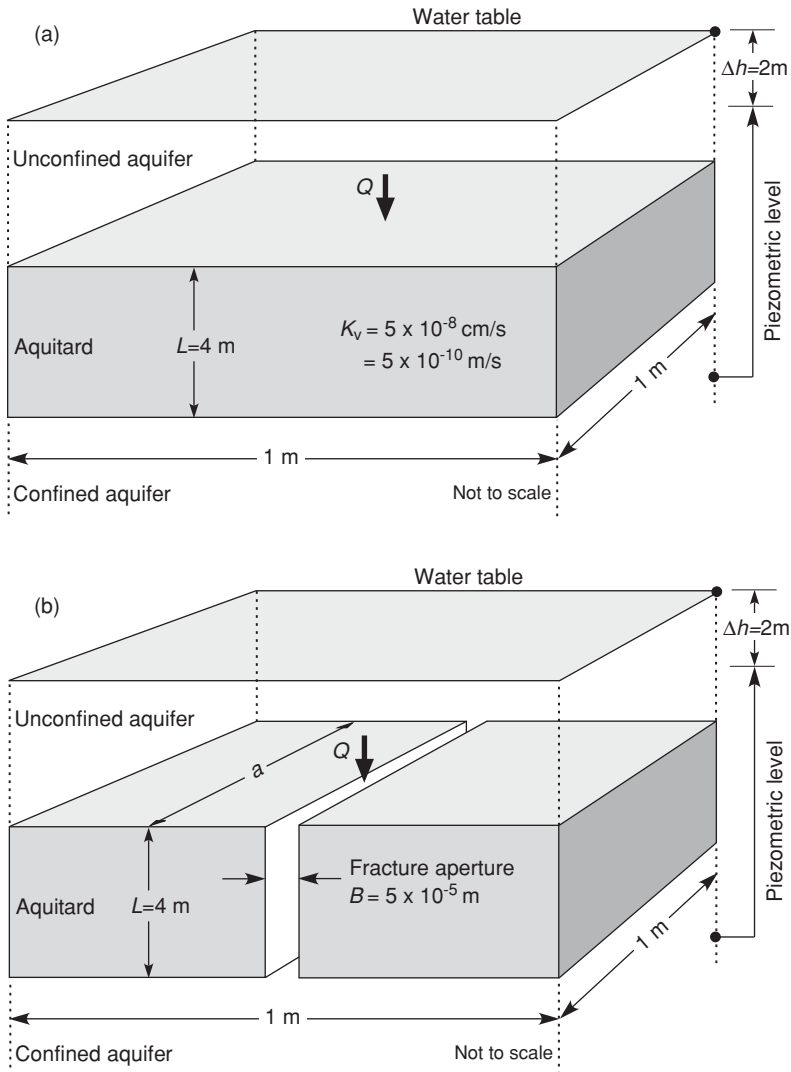 Water table
(a)
Δh=2m
Unconfined aquifer
Q
Piezometric level
Aquitard
L=4 m
Kv = 5 x 10⁻⁸ cm/s
= 5 x 10⁻¹⁰ m/s
1 m
1 m
Confined aquifer
Not to scale
Water table
(b)
Δh=2m
Unconfined aquifer
Q
a
Piezometric level
Fracture aperture
B = 5 x 10⁻⁵ m
Aquitard
L=4 m
1 m
1 m
Confined aquifer
Not to scale